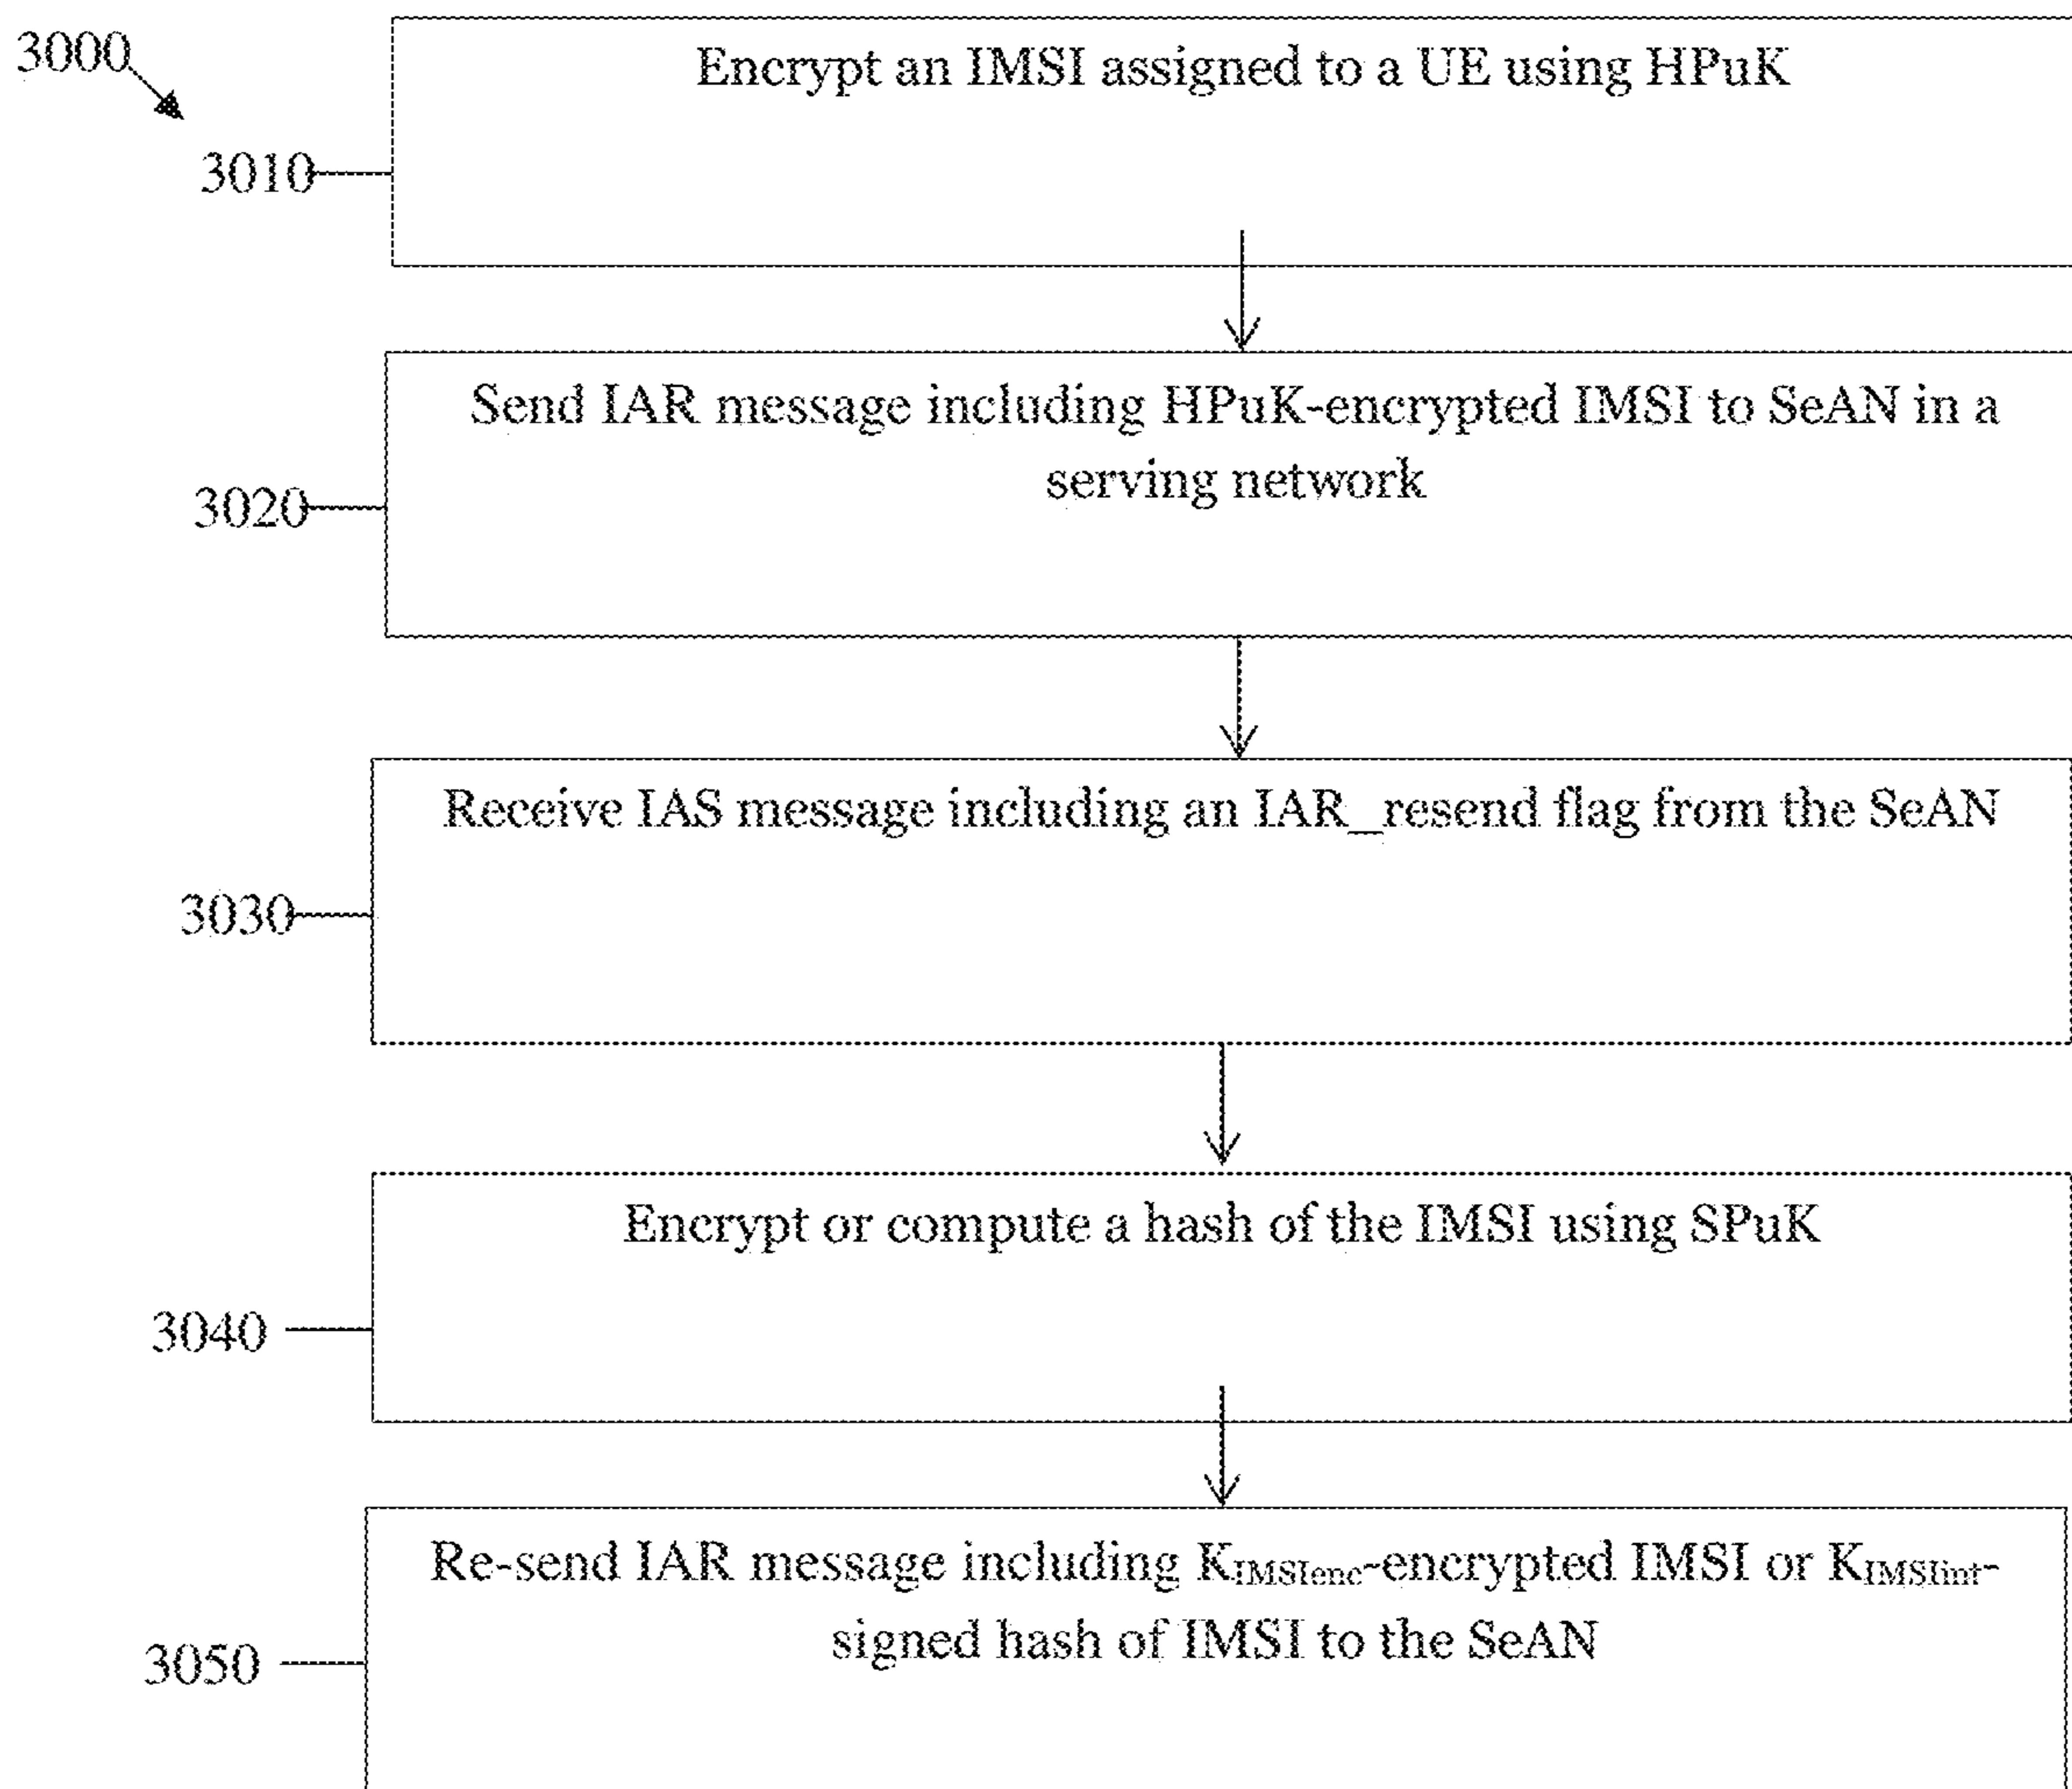 3000
Encrypt an IMSI assigned to a UE using HPuK
3010
Send IAR message including HPuK-encrypted IMSI to SeAN in a
serving network
3020
Receive IAS message including an IAR_resend flag from the SeAN
3030
Encrypt or compute a hash of the IMSI using SPuK
3040
Re-send IAR message including KIMSIenc-encrypted IMSI or KIMSIint-
signed hash of IMSI to the SeAN
3050